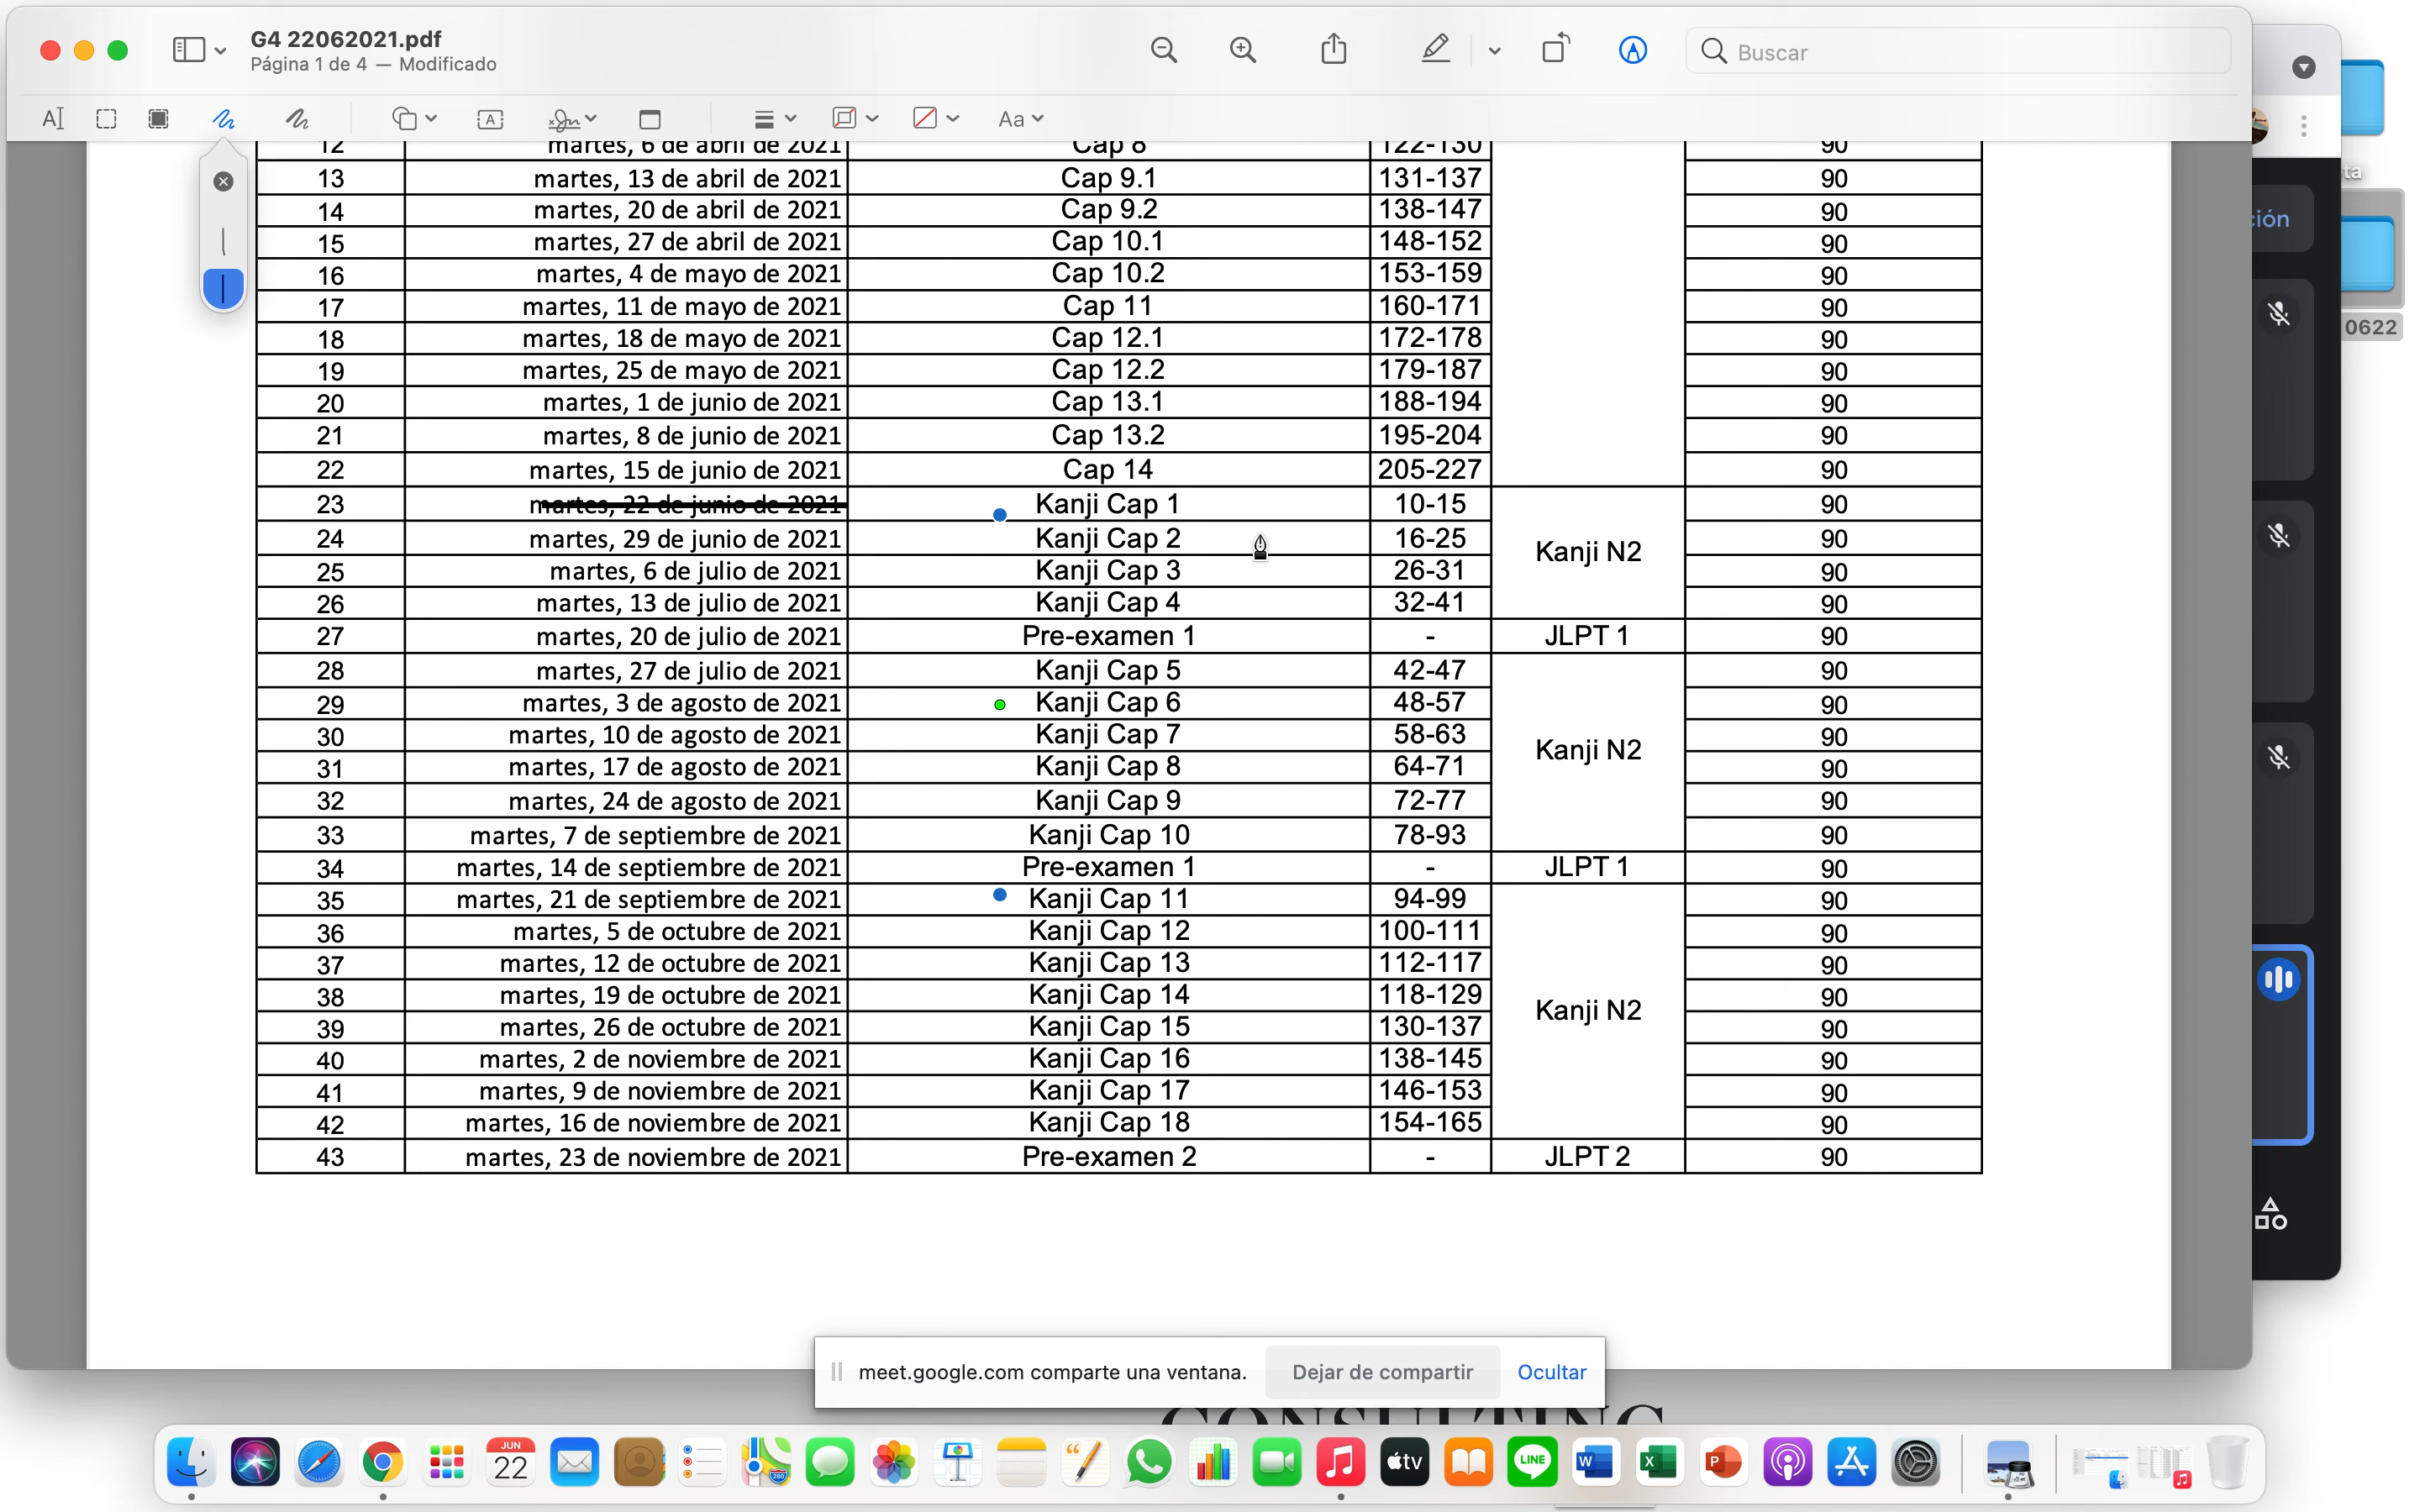 G4 22062021.pdf
Página 1 de 4 — Modificado
Buscar
Aa
12 martes, 6 de abril de 2021 Cap 8 122-130 90
13 martes, 13 de abril de 2021 Cap 9.1 131-137 90
14 martes, 20 de abril de 2021 Cap 9.2 138-147 90
15 martes, 27 de abril de 2021 Cap 10.1 148-152 90
16 martes, 4 de mayo de 2021 Cap 10.2 153-159 90
17 martes, 11 de mayo de 2021 Cap 11 160-171 90
18 martes, 18 de mayo de 2021 Cap 12.1 172-178 90
19 martes, 25 de mayo de 2021 Cap 12.2 179-187 90
20 martes, 1 de junio de 2021 Cap 13.1 188-194 90
21 martes, 8 de junio de 2021 Cap 13.2 195-204 90
22 martes, 15 de junio de 2021 Cap 14 205-227 90
23 martes, 22 de junio de 2021 Kanji Cap 1 10-15 90
24 martes, 29 de junio de 2021 Kanji Cap 2 16-25 Kanji N2 90
25 martes, 6 de julio de 2021 Kanji Cap 3 26-31 90
26 martes, 13 de julio de 2021 Kanji Cap 4 32-41 90
27 martes, 20 de julio de 2021 Pre-examen 1 - JLPT 1 90
28 martes, 27 de julio de 2021 Kanji Cap 5 42-47 90
29 martes, 3 de agosto de 2021 Kanji Cap 6 48-57 90
30 martes, 10 de agosto de 2021 Kanji Cap 7 58-63 Kanji N2 90
31 martes, 17 de agosto de 2021 Kanji Cap 8 64-71 90
32 martes, 24 de agosto de 2021 Kanji Cap 9 72-77 90
33 martes, 7 de septiembre de 2021 Kanji Cap 10 78-93 90
34 martes, 14 de septiembre de 2021 Pre-examen 1 - JLPT 1 90
35 martes, 21 de septiembre de 2021 Kanji Cap 11 94-99 90
36 martes, 5 de octubre de 2021 Kanji Cap 12 100-111 90
37 martes, 12 de octubre de 2021 Kanji Cap 13 112-117 90
38 martes, 19 de octubre de 2021 Kanji Cap 14 118-129 Kanji N2 90
39 martes, 26 de octubre de 2021 Kanji Cap 15 130-137 90
40 martes, 2 de noviembre de 2021 Kanji Cap 16 138-145 90
41 martes, 9 de noviembre de 2021 Kanji Cap 17 146-153 90
42 martes, 16 de noviembre de 2021 Kanji Cap 18 154-165 90
43 martes, 23 de noviembre de 2021 Pre-examen 2 - JLPT 2 90
ta
ción
0622
meet.google.com comparte una ventana. Dejar de compartir Ocultar
CONSULTING
JUN
22
280
tv
LINE
W
X
P